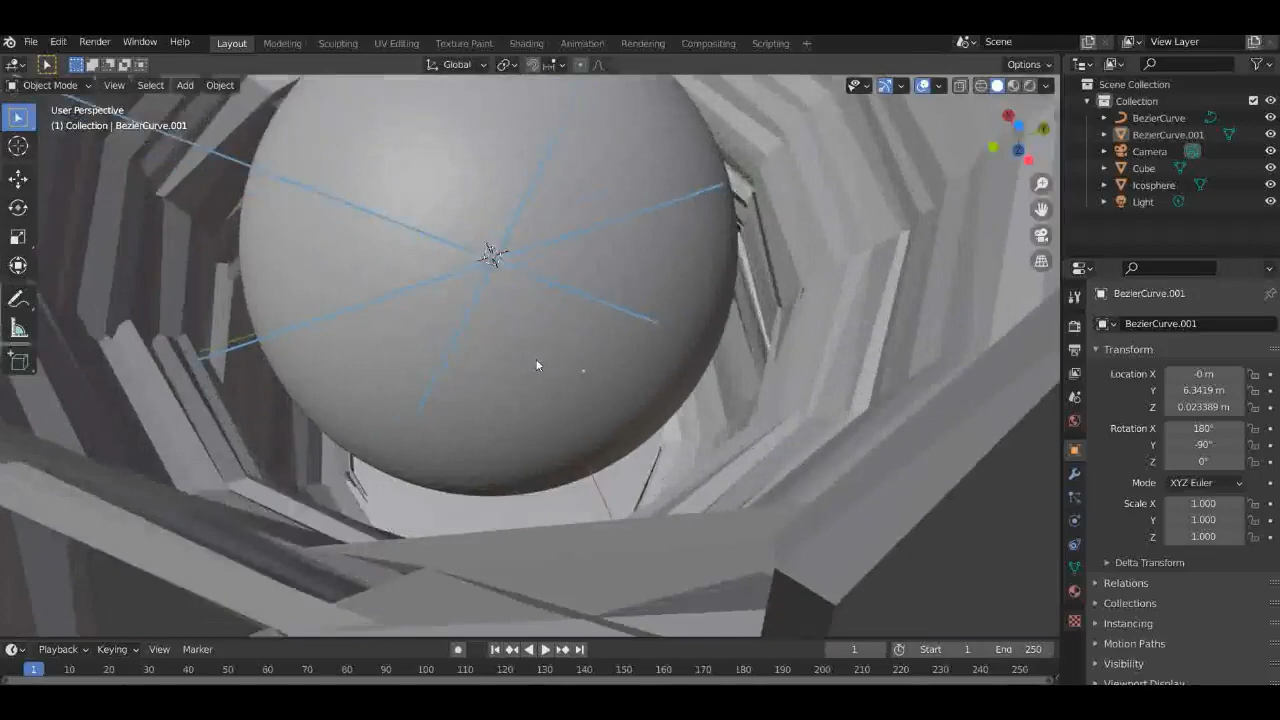 File Edit Render Window Help Layout Modeling Sculpting UV Editing Texture Paint Shading Animation Rendering Compositing Scripting + Scene View Layer
Global Options
Object Mode View Select Add Object
User Perspective
(1) Collection | BezierCurve.001
Scene Collection
Collection
BezierCurve
BezierCurve.001
Camera
Cube
Icosphere
Light
BezierCurve.001
BezierCurve.001
Transform
Location X -0 m
Y 6.3419 m
Z 0.023389 m
Rotation X 180°
Y -90°
Z 0°
Mode XYZ Euler
Scale X 1.000
Y 1.000
Z 1.000
Delta Transform
Relations
Collections
Instancing
Motion Paths
Visibility
Viewport Display
Playback Keying View Marker 1 Start 1 End 250
1 10 20 30 40 50 60 70 80 90 100 110 120 130 140 150 160 170 180 190 200 210 220 230 240 250